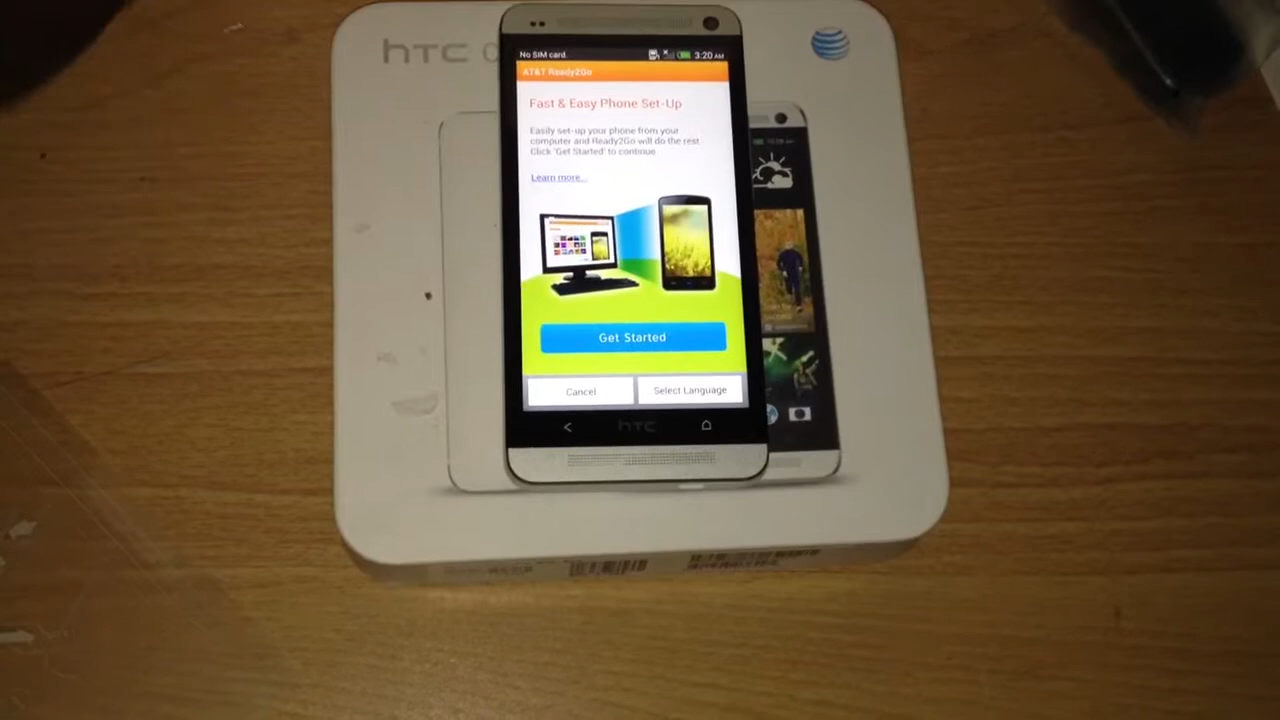 htc
No SIM card
3:20 AM
AT&T Ready2Go
Fast & Easy Phone Set-Up
Easily set-up your phone from your
computer and Ready2Go will do the rest
Click 'Get Started' to continue
Learn more...
Get Started
Cancel
Select Language
htc